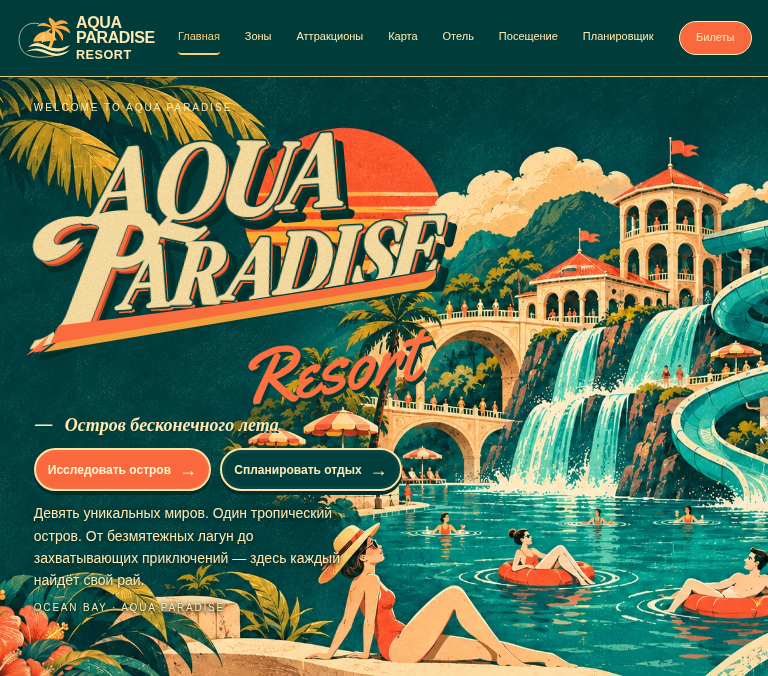 AQUA
PARADISE
RESORT
Главная
Зоны
Аттракционы
Карта
Отель
Посещение
Планировщик
Билеты
WELCOME TO AQUA PARADISE
AQUA
PARADISE
Resort
— Остров бесконечного лета
Исследовать остров →
Спланировать отдых →
Девять уникальных миров. Один тропический
остров. От безмятежных лагун до
захватывающих приключений — здесь каждый
найдёт свой рай.
OCEAN BAY · AQUA PARADISE